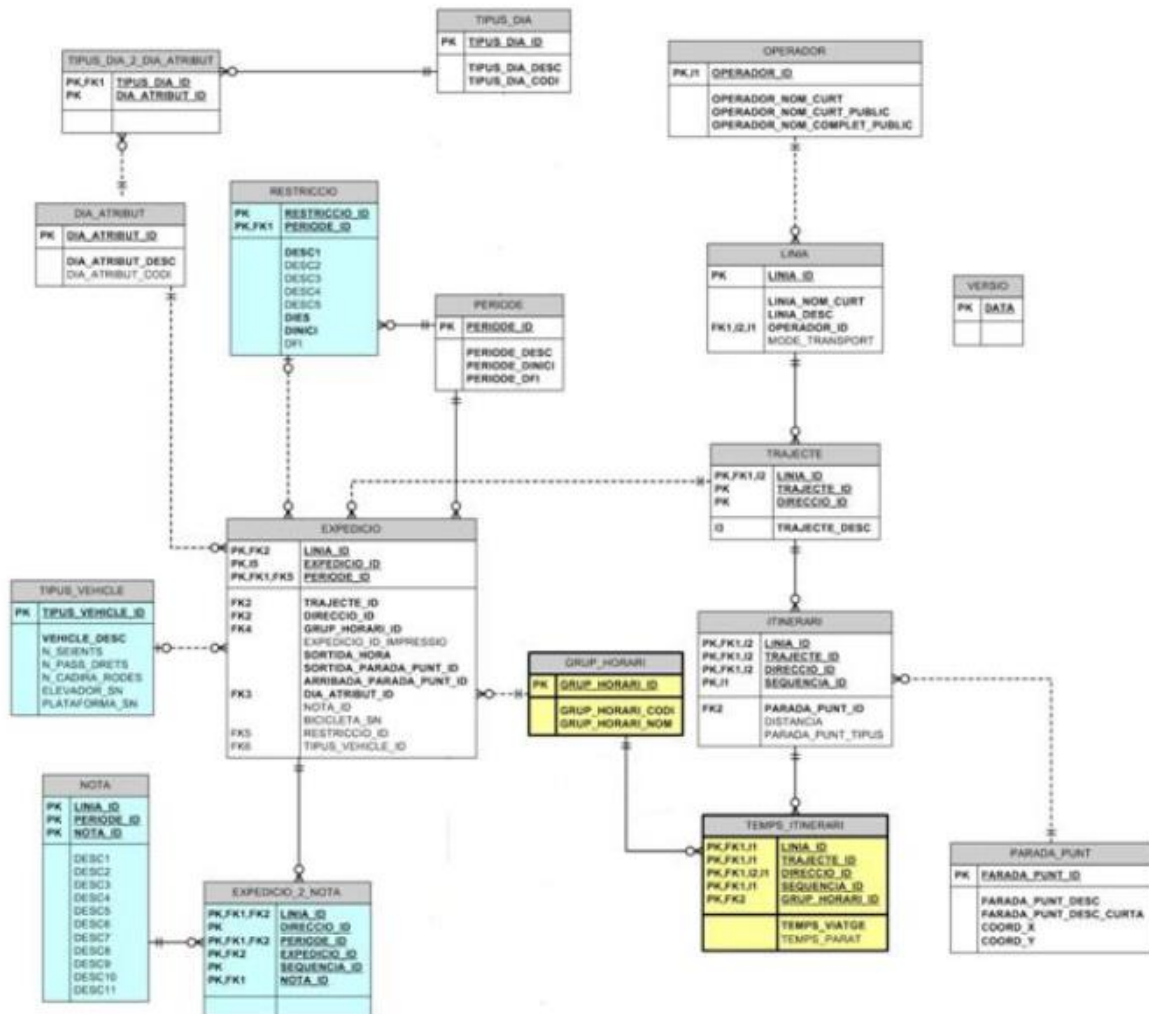 TIPUS_DIA
PK TIPUS_DIA_ID
TIPUS_DIA_DESC
TIPUS_DIA_CODI
TIPUS_DIA_2_DIA_ATRIBUT
PK,FK1 TIPUS_DIA_ID
PK DIA_ATRIBUT_ID
OPERADOR
PK,I1 OPERADOR_ID
OPERADOR_NOM_CURT
OPERADOR_NOM_CURT_PUBLIC
OPERADOR_NOM_COMPLET_PUBLIC
DIA_ATRIBUT
PK DIA_ATRIBUT_ID
DIA_ATRIBUT_DESC
DIA_ATRIBUT_CODI
RESTRICCIO
PK RESTRICCIO_ID
PK,FK1 PERIODE_ID
DESC1
DESC2
DESC3
DESC4
DESC5
DIES
DINICI
DFI
PERIODE
PK PERIODE_ID
PERIODE_DESC
PERIODE_DINICI
PERIODE_DFI
LINIA
PK LINIA_ID
LINIA_NOM_CURT
LINIA_DESC
FK1,I2,I1 OPERADOR_ID
MODE_TRANSPORT
VERSIO
PK DATA
TRAJECTE
PK,FK1,I2 LINIA_ID
PK TRAJECTE_ID
PK DIRECCIO_ID
I3 TRAJECTE_DESC
EXPEDICIO
PK,FK2 LINIA_ID
PK,I5 EXPEDICIO_ID
PK,FK1,FK5 PERIODE_ID
FK2 TRAJECTE_ID
FK2 DIRECCIO_ID
FK4 GRUP_HORARI_ID
EXPEDICIO_ID_IMPRESSIO
SORTIDA_HORA
SORTIDA_PARADA_PUNT_ID
ARRIBADA_PARADA_PUNT_ID
FK3 DIA_ATRIBUT_ID
NOTA_ID
BICICLETA_SN
FK5 RESTRICCIO_ID
FK6 TIPUS_VEHICLE_ID
TIPUS_VEHICLE
PK TIPUS_VEHICLE_ID
VEHICLE_DESC
N_SEIENTS
N_PASS_DRETS
N_CADIRA_RODES
ELEVADOR_SN
PLATAFORMA_SN
GRUP_HORARI
PK GRUP_HORARI_ID
GRUP_HORARI_CODI
GRUP_HORARI_NOM
ITINERARI
PK,FK1,I2 LINIA_ID
PK,FK1,I2 TRAJECTE_ID
PK,FK1,I2 DIRECCIO_ID
PK,I1 SEQUENCIA_ID
FK2 PARADA_PUNT_ID
DISTANCIA
PARADA_PUNT_TIPUS
NOTA
PK LINIA_ID
PK PERIODE_ID
PK NOTA_ID
DESC1
DESC2
DESC3
DESC4
DESC5
DESC6
DESC7
DESC8
DESC9
DESC10
DESC11
EXPEDICIO_2_NOTA
PK,FK1,FK2 LINIA_ID
PK DIRECCIO_ID
PK,FK1,FK2 PERIODE_ID
PK,FK2 EXPEDICIO_ID
PK SEQUENCIA_ID
PK,FK1 NOTA_ID
TEMPS_ITINERARI
PK,FK1,I1 LINIA_ID
PK,FK1,I1 TRAJECTE_ID
PK,FK1,I2,I1 DIRECCIO_ID
PK,FK1,I1 SEQUENCIA_ID
PK,FK2 GRUP_HORARI_ID
TEMPS_VIATGE
TEMPS_PARAT
PARADA_PUNT
PK PARADA_PUNT_ID
PARADA_PUNT_DESC
PARADA_PUNT_DESC_CURTA
COORD_X
COORD_Y